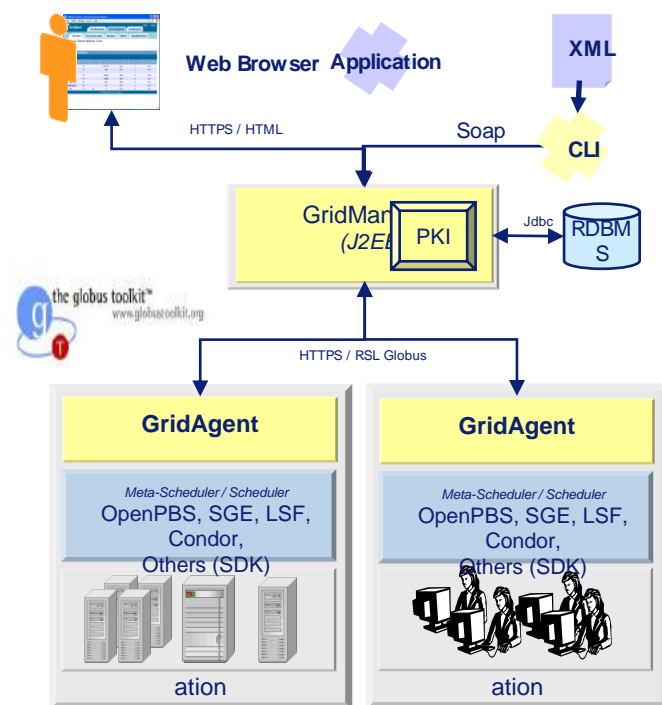 XML
Web Browser
Application
HTTPS / HTML
Soap
CLI
GridMan
(J2EE
PKI
Jdbc
RDBM
S
the globus toolkit™
www.globustoolkit.org
g
T
HTTPS / RSL Globus
GridAgent
Meta-Scheduler / Scheduler
OpenPBS, SGE, LSF,
Condor,
Others (SDK)
ation
GridAgent
Meta-Scheduler / Scheduler
OpenPBS, SGE, LSF,
Condor,
Others (SDK)
ation